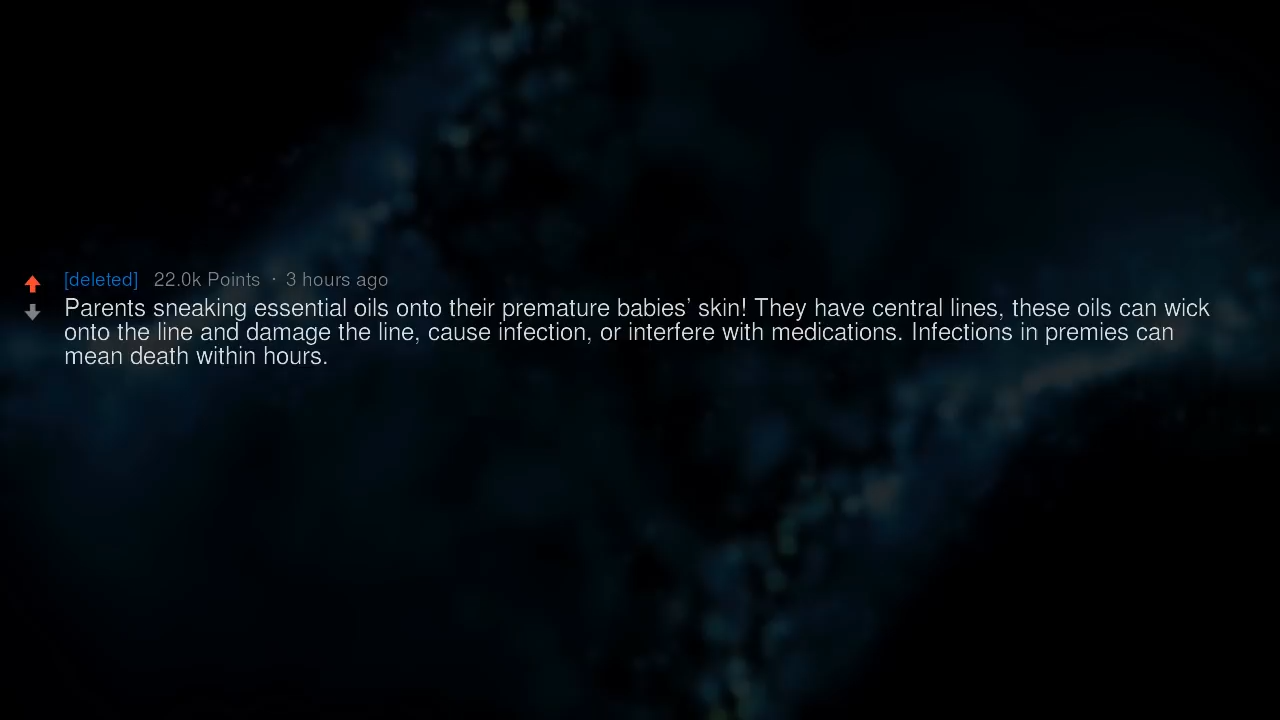 [deleted] 22.0k Points · 3 hours ago
Parents sneaking essential oils onto their premature babies’ skin! They have central lines, these oils can wick
onto the line and damage the line, cause infection, or interfere with medications. Infections in premies can
mean death within hours.